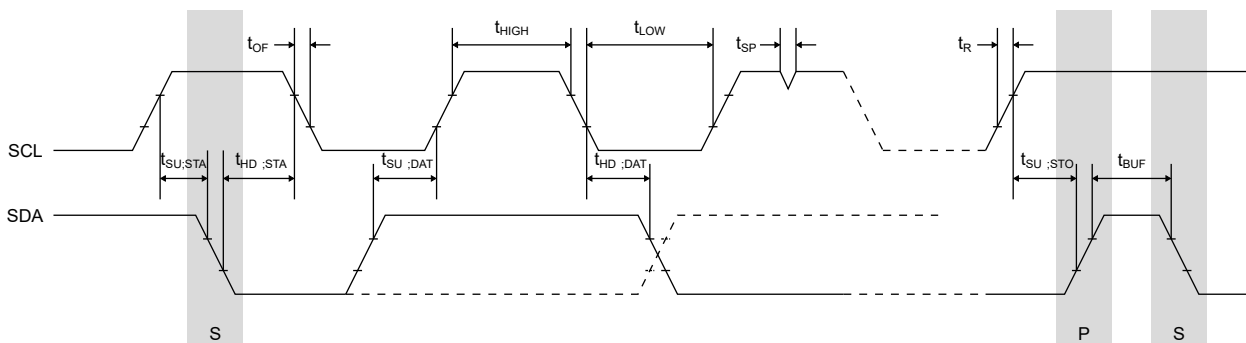 tOF
tHIGH
tLOW
tSP
tR
SCL
tSU;STA
tHD ;STA
tSU ;DAT
tHD ;DAT
tSU ;STO
tBUF
SDA
S
P
S